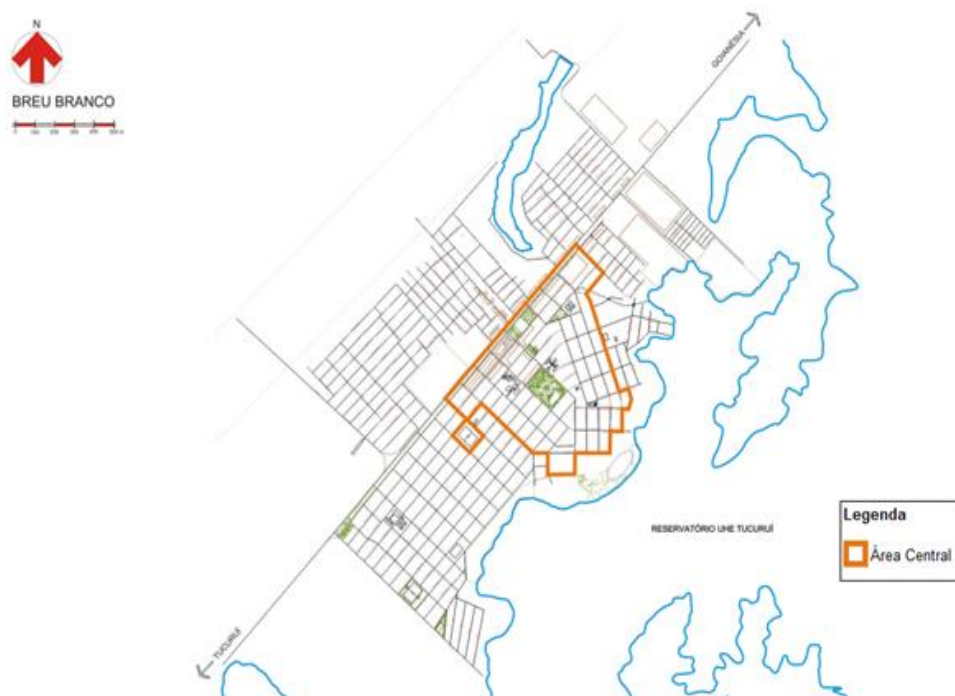 N
BREU BRANCO
GOIANÉSIA
RESERVATÓRIO UHE TUCURUÍ
Legenda
Área Central
TUCURUÍ